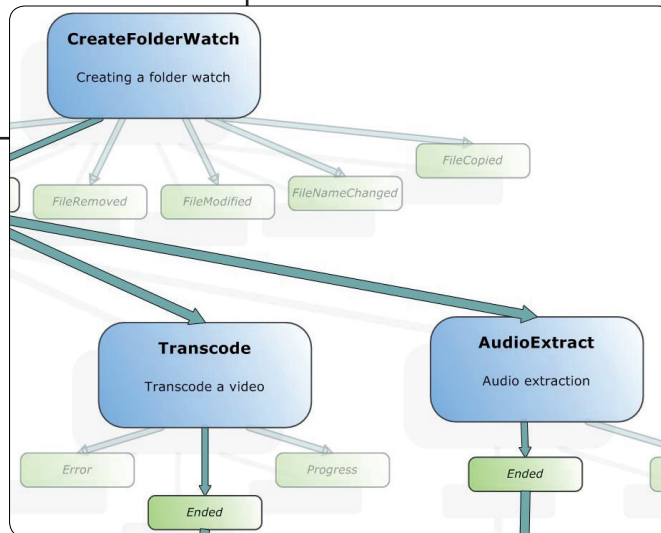 CreateFolderWatch
Creating a folder watch
FileCopied
FileRemoved
FileModified
FileNameChanged
Transcode
Transcode a video
AudioExtract
Audio extraction
Error
Progress
Ended
Ended